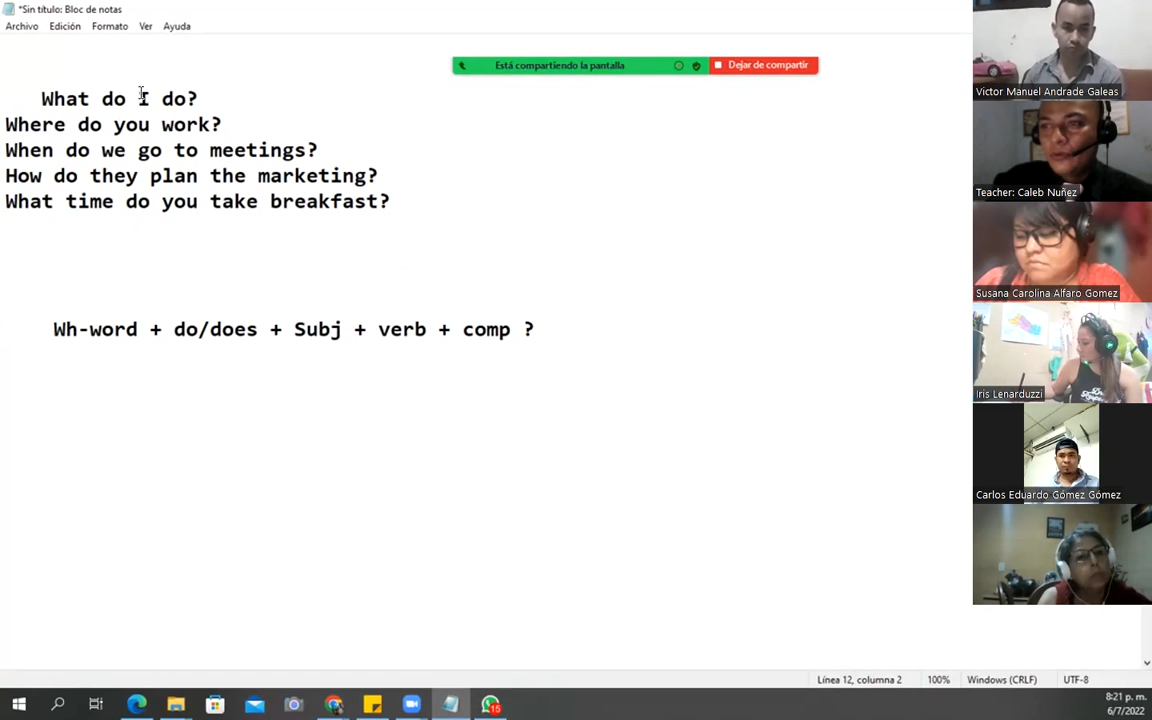 *Sin título: Bloc de notas
Archivo Edición Formato Ver Ayuda
Está compartiendo la pantalla Dejar de compartir
What do I do?
Where do you work?
When do we go to meetings?
How do they plan the marketing?
What time do you take breakfast?
Wh-word + do/does + Subj + verb + comp ?
Victor Manuel Andrade Galeas
Teacher: Caleb Nuñez
Susana Carolina Alfaro Gomez
Iris Lenarduzzi
Carlos Eduardo Gómez Gómez
Línea 12, columna 2 100% Windows (CRLF) UTF-8
15
8:21 p.m.
6/7/2022